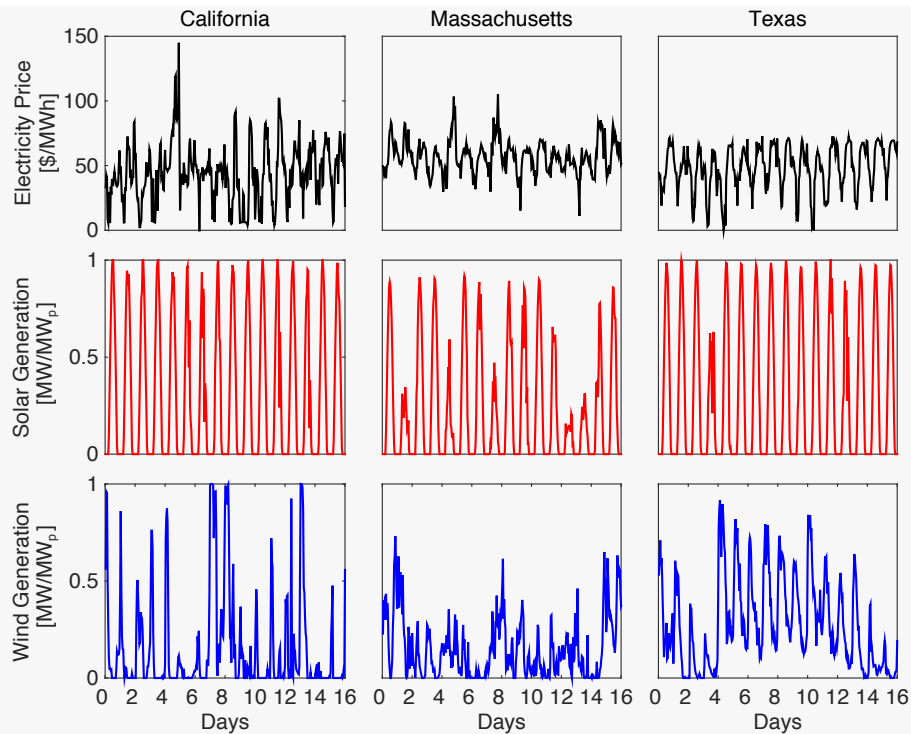 California Massachusetts Texas
Electricity Price
[$/MWh]
150
100
50
0
Solar Generation
[MW/MWp]
1
0.5
0
Wind Generation
[MW/MWp]
1
0.5
0
0 2 4 6 8 10 12 14 16 2 4 6 8 10 12 14 16 2 4 6 8 10 12 14 16
Days Days Days